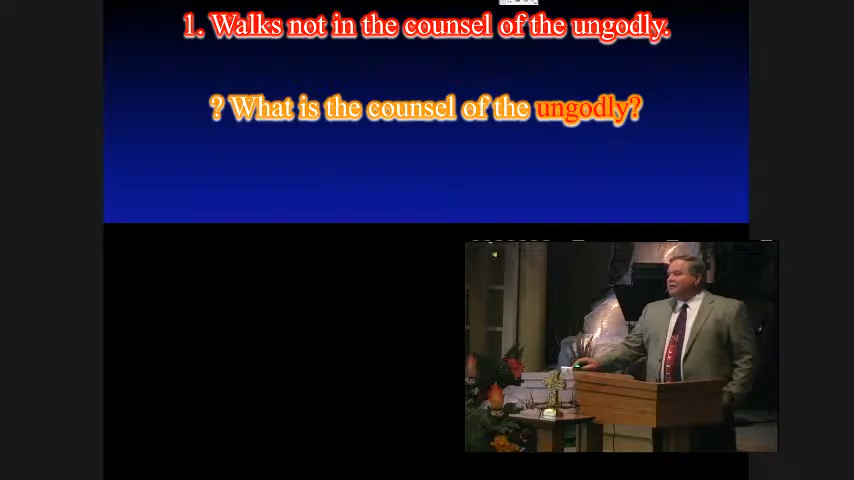 1. Walks not in the counsel of the ungodly.
? What is the counsel of the ungodly?